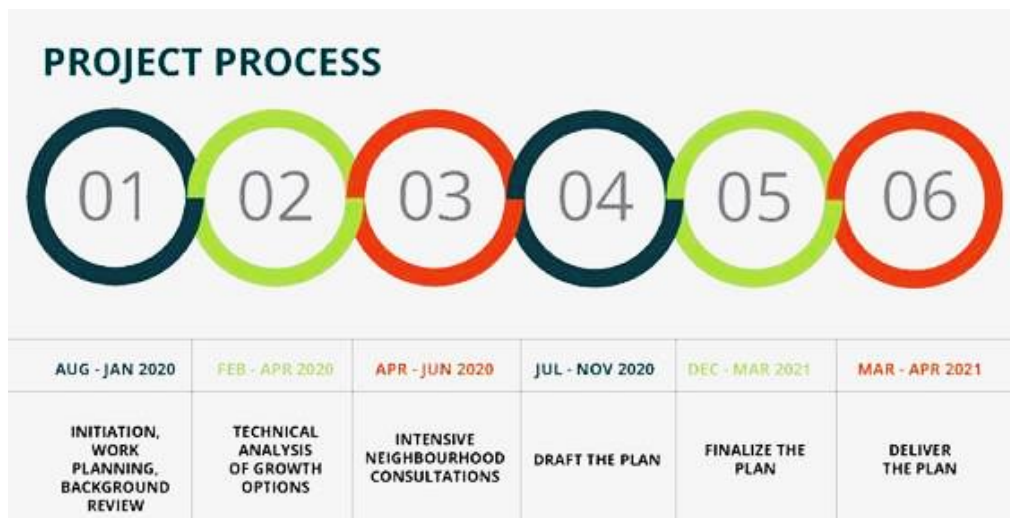 PROJECT PROCESS
01 02 03 04 05 06
AUG - JAN 2020 FEB - APR 2020 APR - JUN 2020 JUL - NOV 2020 DEC - MAR 2021 MAR - APR 2021
INITIATION,
WORK
PLANNING,
BACKGROUND
REVIEW
TECHNICAL
ANALYSIS
OF GROWTH
OPTIONS
INTENSIVE
NEIGHBOURHOOD
CONSULTATIONS
DRAFT THE PLAN
FINALIZE THE
PLAN
DELIVER
THE PLAN